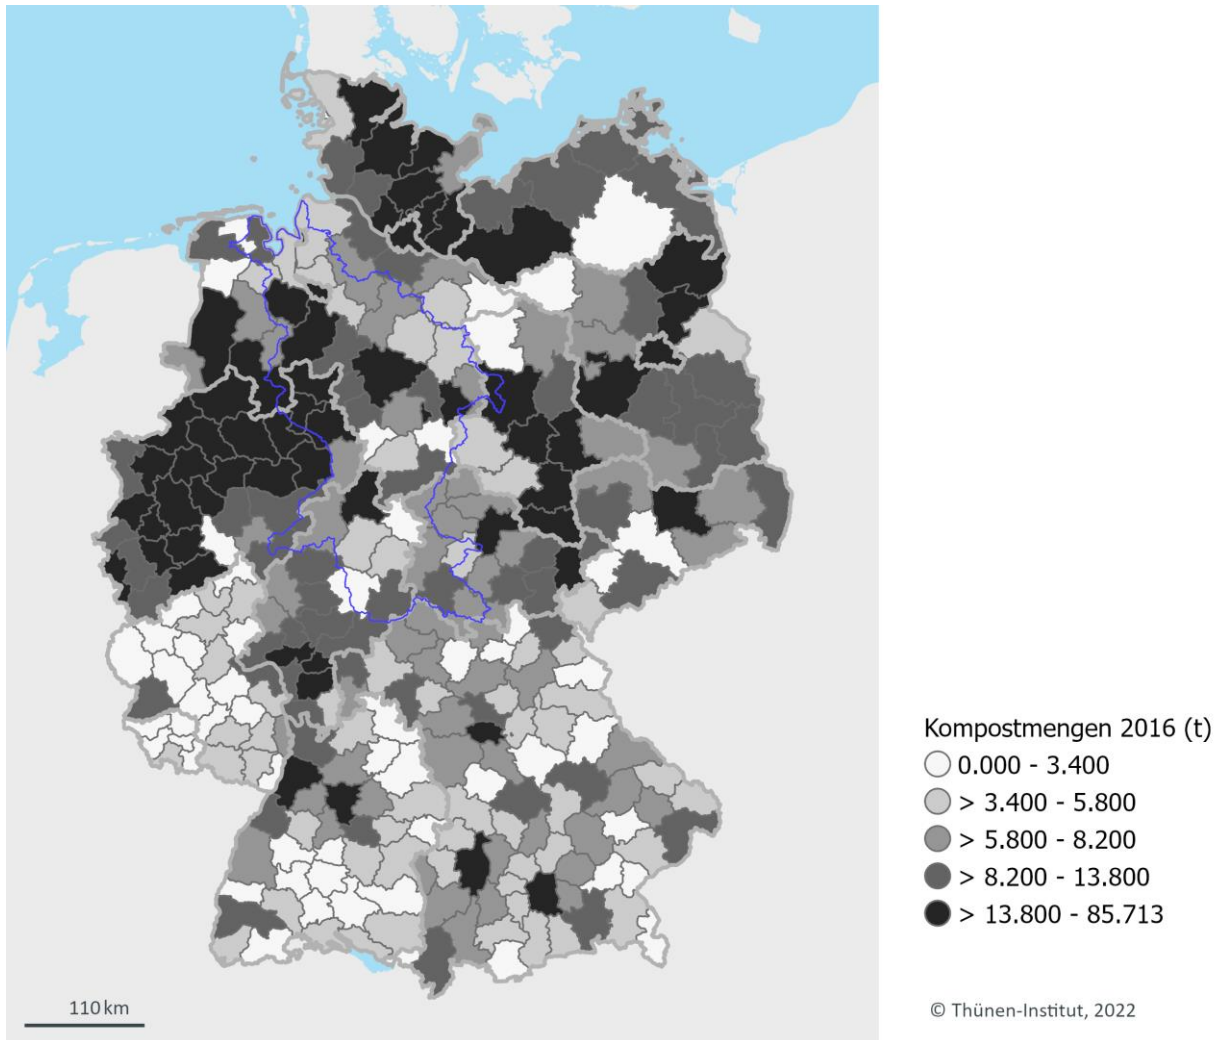 Kompostmengen 2016 (t)
0.000 - 3.400
> 3.400 - 5.800
> 5.800 - 8.200
> 8.200 - 13.800
> 13.800 - 85.713
110 km
© Thünen-Institut, 2022